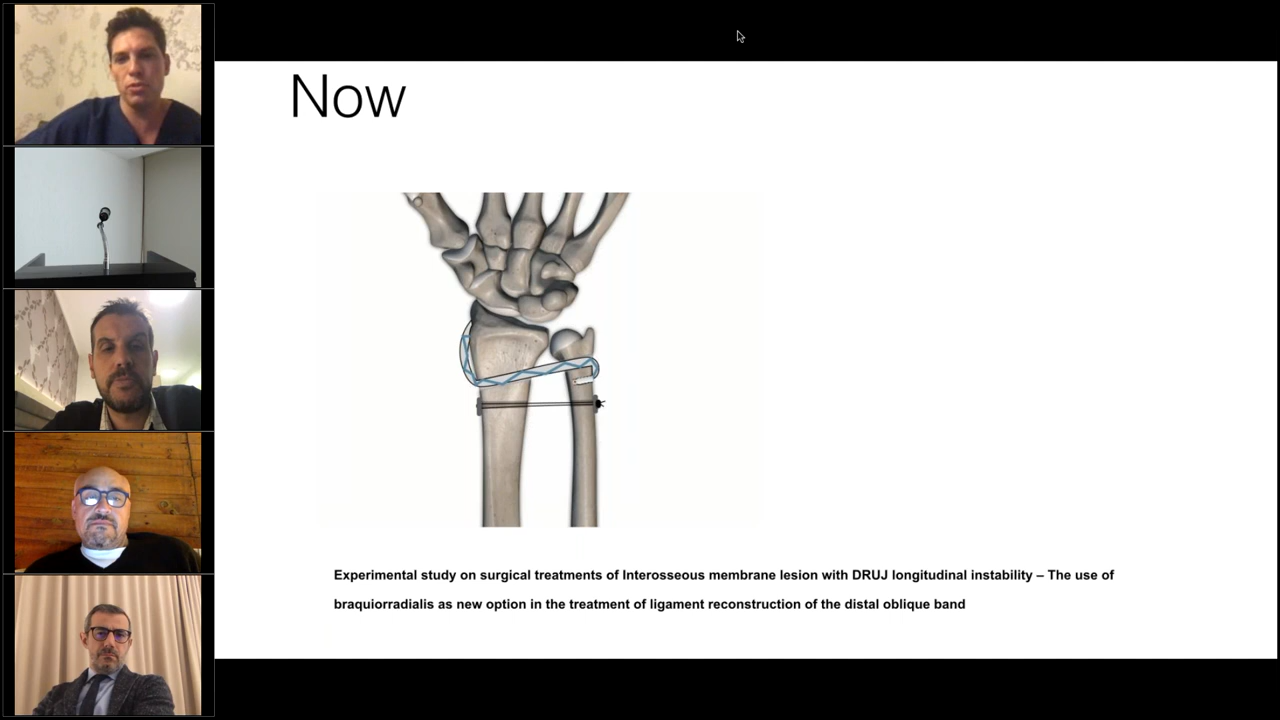 Now
Experimental study on surgical treatments of Interosseous membrane lesion with DRUJ longitudinal instability – The use of
braquiorradialis as new option in the treatment of ligament reconstruction of the distal oblique band